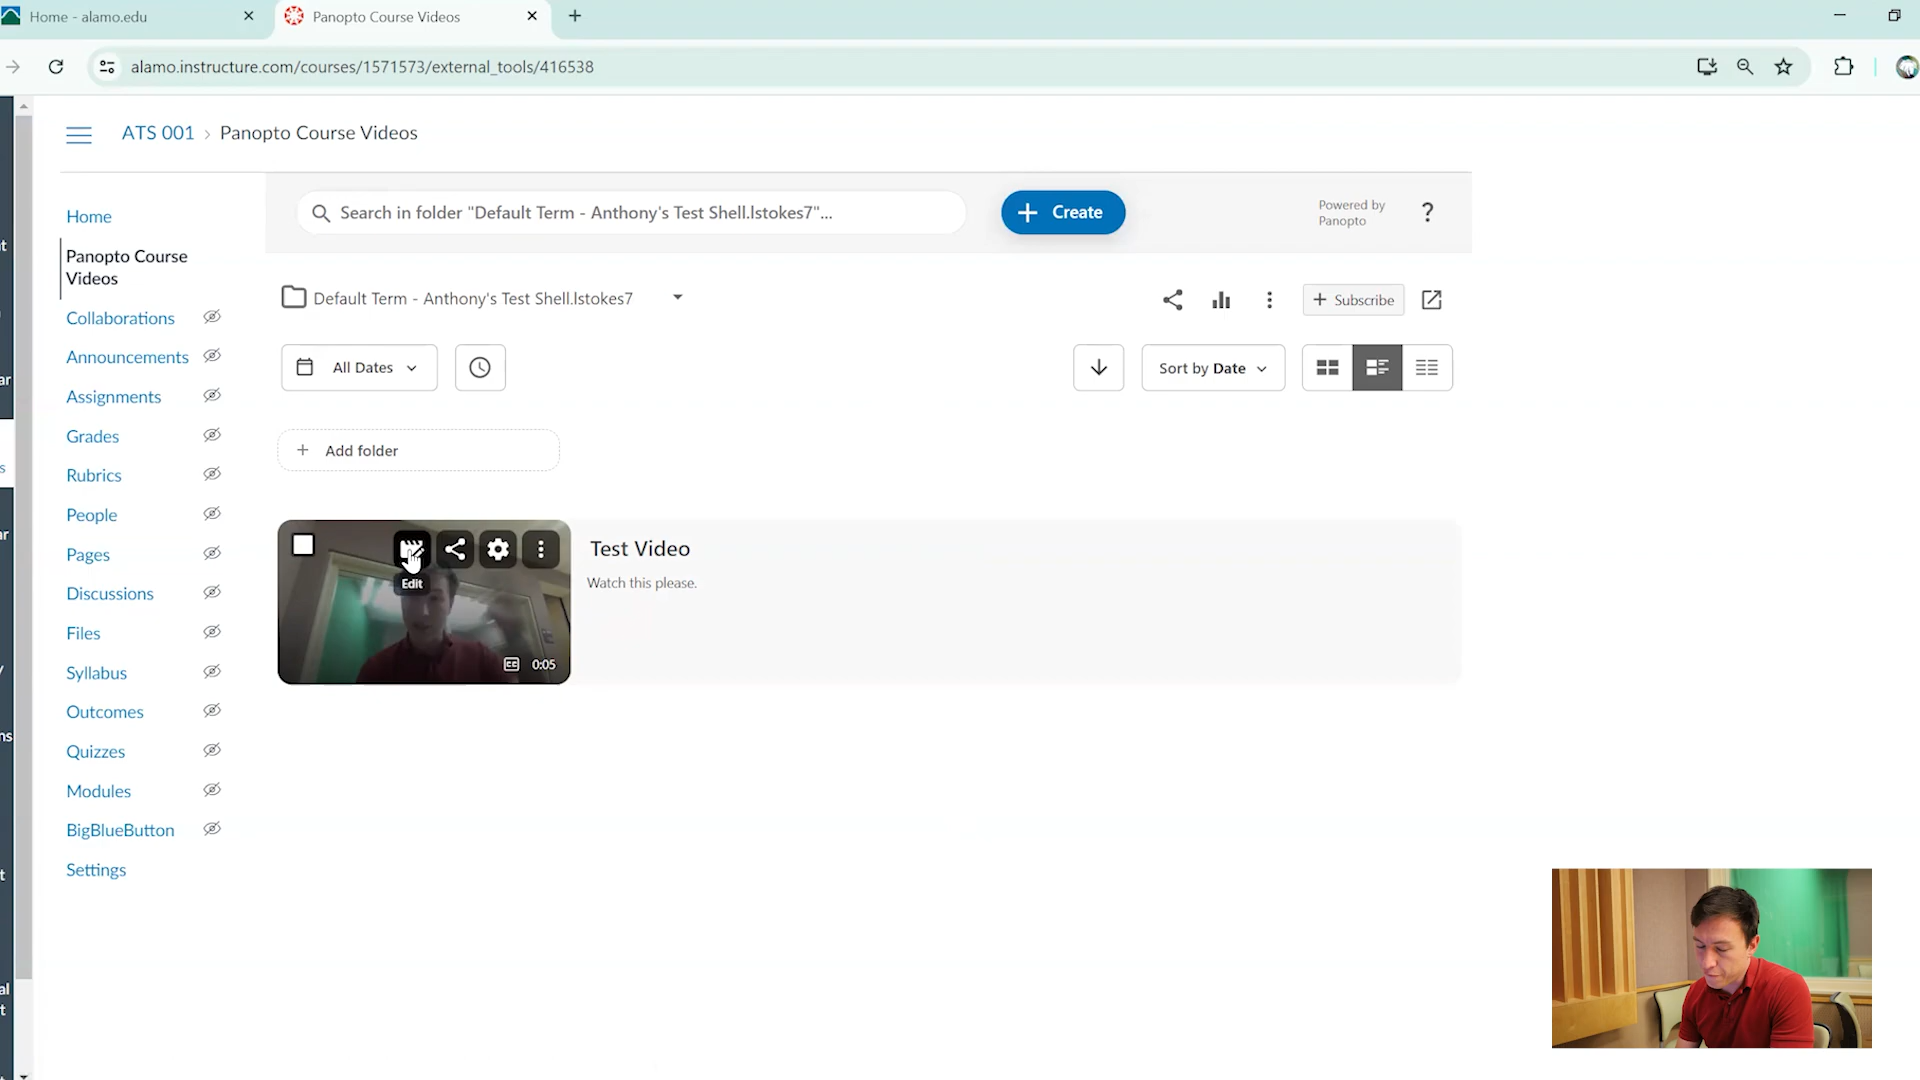 Home - alamo.edu
Panopto Course Videos
alamo.instructure.com/courses/1571573/external_tools/416538
ATS 001 › Panopto Course Videos
Home
Panopto Course
Videos
Collaborations
Announcements
Assignments
Grades
Rubrics
People
Pages
Discussions
Files
Syllabus
Outcomes
Quizzes
Modules
BigBlueButton
Settings
Search in folder "Default Term - Anthony's Test Shell.lstokes7"...
+ Create
Powered by
Panopto
?
Default Term - Anthony's Test Shell.lstokes7
+ Subscribe
All Dates
Sort by Date
+ Add folder
Edit
CC 0:05
Test Video
Watch this please.